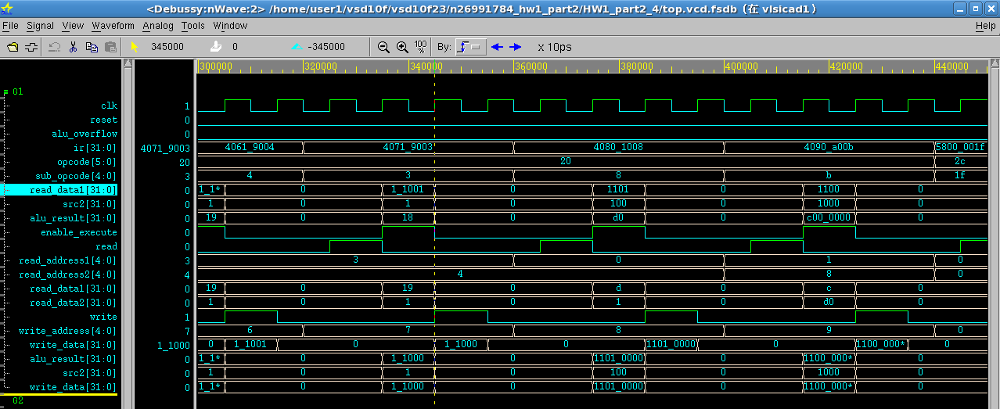 <Debussy:nWave:2> /home/user1/vsd10f/vsd10f23/n26991784_hw1_part2/HW1_part2_4/top.vcd.fsdb (在 vlsicad1)
File Signal View Waveform Analog Tools Window Help
345000 0 -345000 100 % By: x 10ps
300000 320000 340000 360000 380000 400000 420000 440000
G1
clk 1
reset 0
alu_overflow 0
ir[31:0] 4071_9003 4061_9004 4071_9003 4080_1008 4090_a00b 5800_001f
opcode[5:0] 20 20 2c
sub_opcode[4:0] 3 4 3 8 b 1f
read_data1[31:0] 0 1_1* 0 1_1001 0 1101 0 1100 0
src2[31:0] 0 1 0 1 0 100 0 1000 0
alu_result[31:0] 0 19 0 18 0 d0 0 c00_0000 0
enable_execute 0
read 0
read_address1[4:0] 3 3 0 1 0
read_address2[4:0] 4 4 8 0
read_data1[31:0] 0 19 0 19 0 d 0 c 0
read_data2[31:0] 0 1 0 1 0 1 0 d0 0
write 1
write_address[4:0] 7 6 7 8 9 0
write_data[31:0] 1_1000 0 1_1001 0 1_1000 0 1101_0000 0 1100_000* 0
alu_result[31:0] 0 1_1* 0 1_1000 0 1101_0000 0 1100_000* 0
src2[31:0] 0 1 0 1 0 100 0 1000 0
write_data[31:0] 0 1_1* 0 1_1000 0 1101_0000 0 1100_000* 0
G2